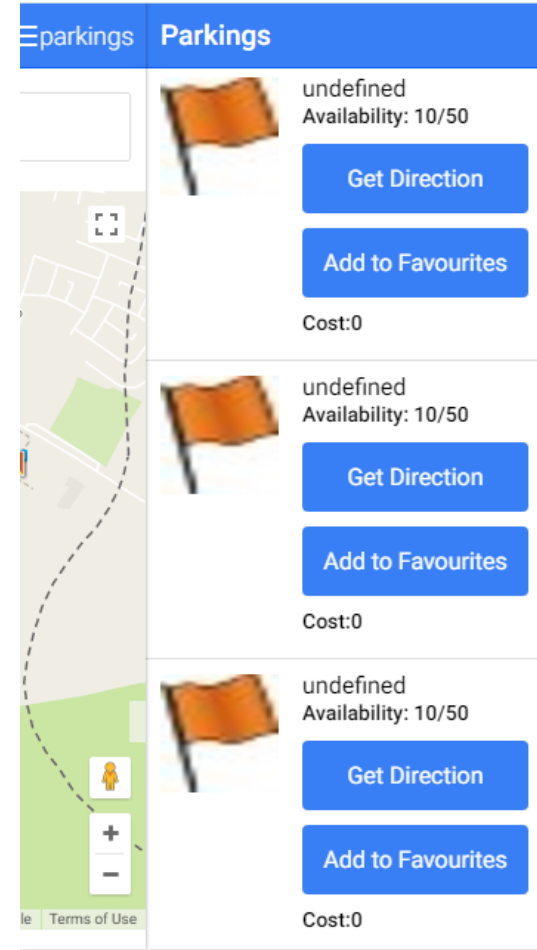 parkings
Parkings
undefined
Availability: 10/50
Get Direction
Add to Favourites
Cost:0
undefined
Availability: 10/50
Get Direction
Add to Favourites
Cost:0
undefined
Availability: 10/50
Get Direction
Add to Favourites
Cost:0
le Terms of Use